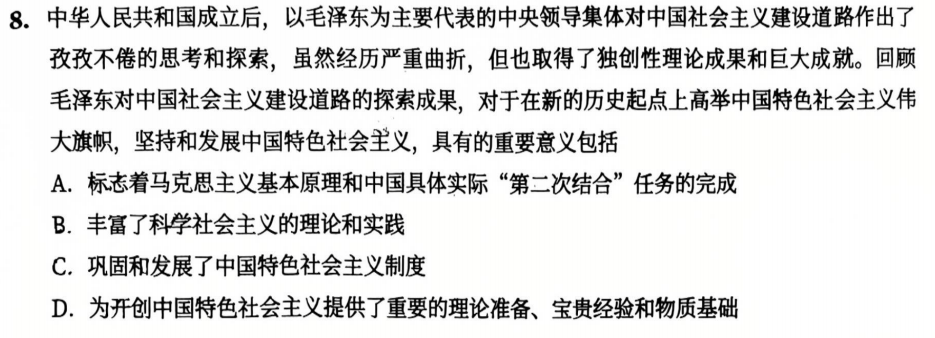 8. 中华人民共和国成立后，以毛泽东为主要代表的中央领导集体对中国社会主义建设道路作出了
孜孜不倦的思考和探索，虽然经历严重曲折，但也取得了独创性理论成果和巨大成就。回顾
毛泽东对中国社会主义建设道路的探索成果，对于在新的历史起点上高举中国特色社会主义伟
大旗帜，坚持和发展中国特色社会主义，具有的重要意义包括
A. 标志着马克思主义基本原理和中国具体实际“第二次结合”任务的完成
B. 丰富了科学社会主义的理论和实践
C. 巩固和发展了中国特色社会主义制度
D. 为开创中国特色社会主义提供了重要的理论准备、宝贵经验和物质基础